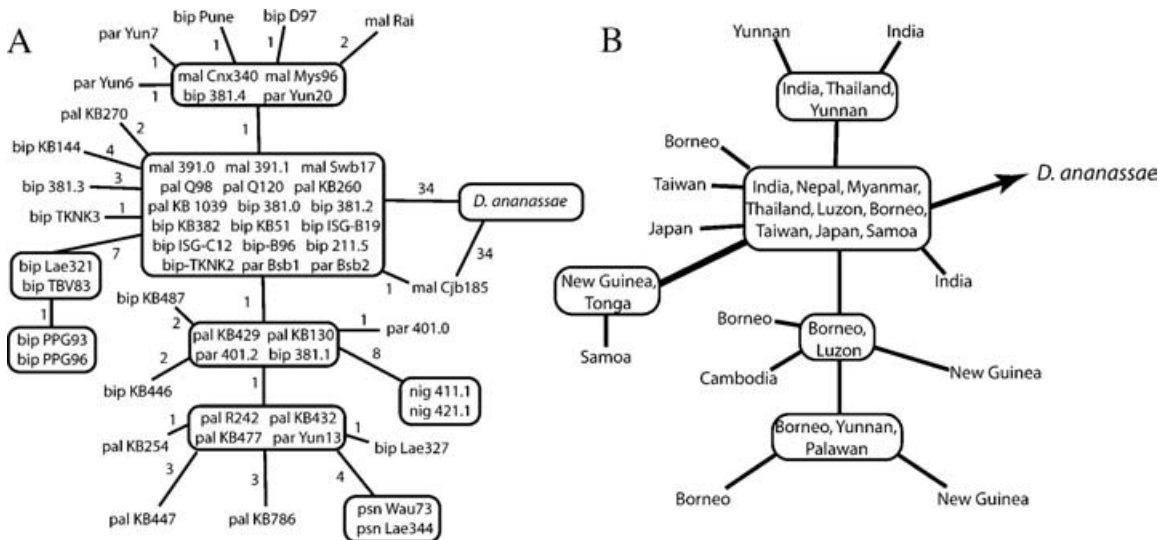 A
bip Pune
bip D97
mal Rai
par Yun7
1
1
2
1
par Yun6
1
mal Cnx340 mal Mys96
bip 381.4 par Yun20
pal KB270
2
1
bip KB144
4
bip 381.3
3
bip TKNK3
1
7
mal 391.0 mal 391.1 mal Swb17
pal Q98 pal Q120 pal KB260
pal KB 1039 bip 381.0 bip 381.2
bip KB382 bip KB51 bip ISG-B19
bip ISG-C12 bip-B96 bip 211.5
bip-TKNK2 par Bsb1 par Bsb2
34
D. ananassae
34
1
mal Cjb185
bip Lae321
bip TBV83
1
bip PPG93
bip PPG96
1
bip KB487
2
pal KB429 pal KB130
par 401.2 bip 381.1
1
par 401.0
2
bip KB446
8
nig 411.1
nig 421.1
1
pal R242 pal KB432
pal KB477 par Yun13
1
pal KB254
1
bip Lae327
3
pal KB447
3
pal KB786
4
psn Wau73
psn Lae344
B
Yunnan
India
India, Thailand,
Yunnan
Borneo
Taiwan
Japan
India, Nepal, Myanmar,
Thailand, Luzon, Borneo,
Taiwan, Japan, Samoa
D. ananassae
India
New Guinea,
Tonga
Samoa
Borneo
Borneo,
Luzon
Cambodia
New Guinea
Borneo, Yunnan,
Palawan
Borneo
New Guinea